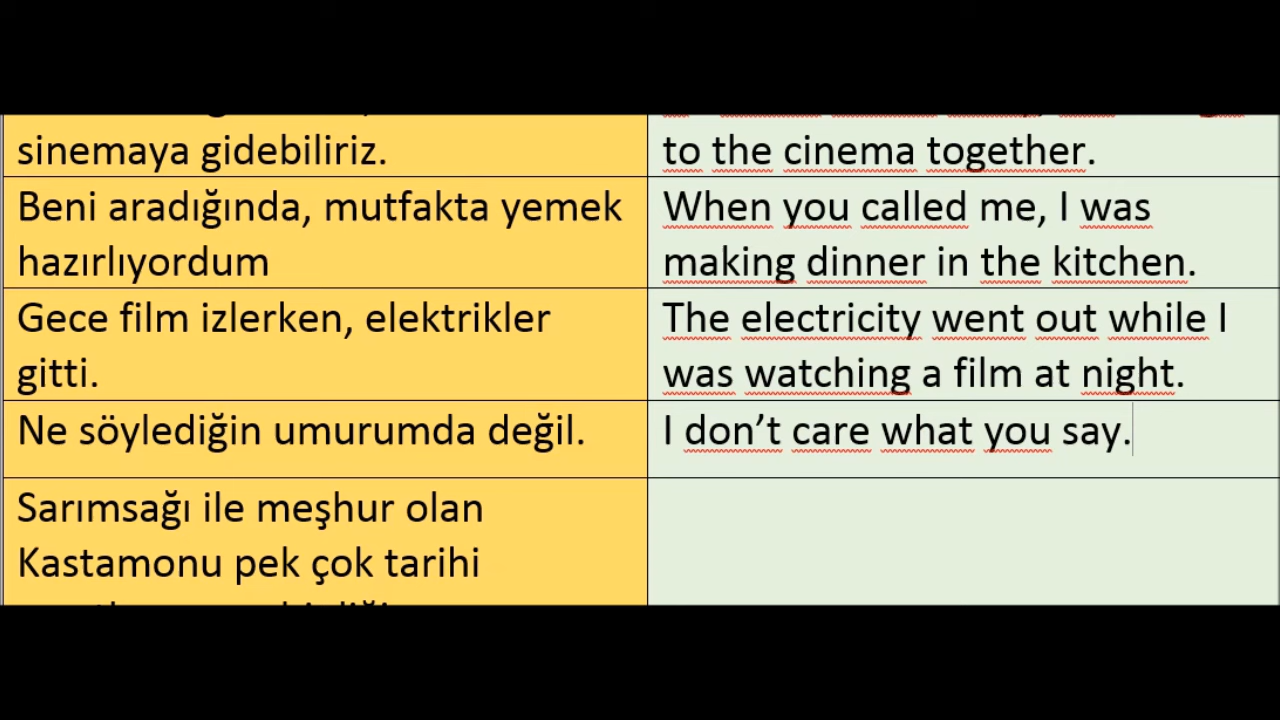 sinemaya gidebiliriz.
to the cinema together.
Beni aradığında, mutfakta yemek
hazırlıyordum
When you called me, I was
making dinner in the kitchen.
Gece film izlerken, elektrikler
gitti.
The electricity went out while I
was watching a film at night.
Ne söylediğin umurumda değil.
I don’t care what you say.
Sarımsağı ile meşhur olan
Kastamonu pek çok tarihi